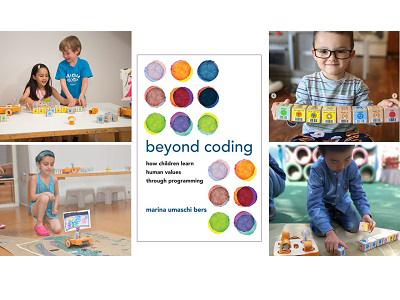 beyond coding
how children learn
human values
through programming
marina umaschi bers